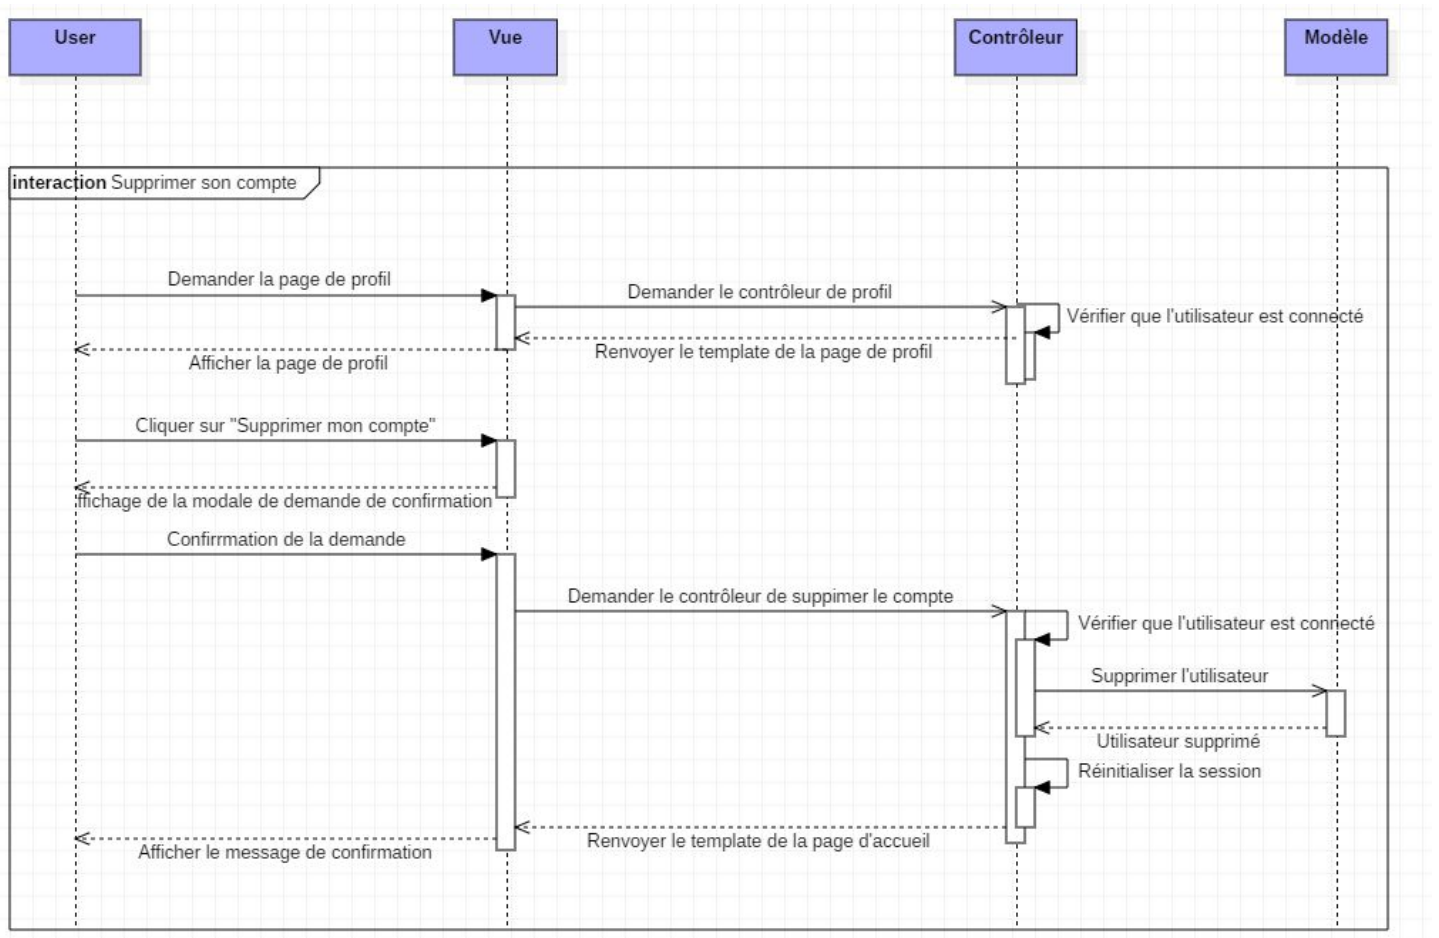 User
Vue
Contrôleur
Modèle
interaction Supprimer son compte
Demander la page de profil
Demander le contrôleur de profil
Vérifier que l'utilisateur est connecté
Renvoyer le template de la page de profil
Afficher la page de profil
Cliquer sur "Supprimer mon compte"
ffichage de la modale de demande de confirmation
Confirrmation de la demande
Demander le contrôleur de suppimer le compte
Vérifier que l'utilisateur est connecté
Supprimer l'utilisateur
Utilisateur supprimé
Réinitialiser la session
Renvoyer le template de la page d'accueil
Afficher le message de confirmation